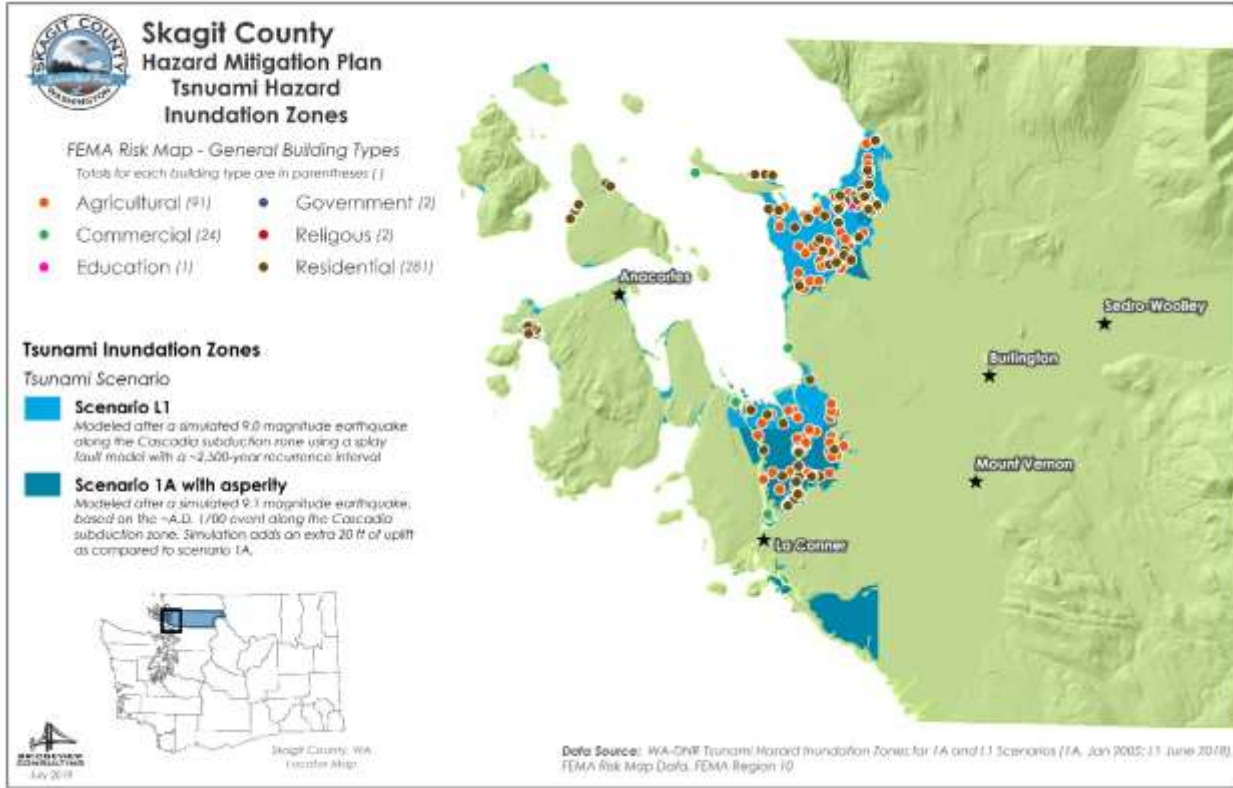 SKAGIT COUNTY
WASHINGTON
Skagit County
Hazard Mitigation Plan
Tsnuami Hazard
Inundation Zones
FEMA Risk Map - General Building Types
Totals for each building type are in parentheses ( )
Agricultural (91)
Government (2)
Commercial (24)
Religous (2)
Education (1)
Residential (281)
Tsunami Inundation Zones
Tsunami Scenario
Scenario L1
Modeled after a simulated 9.0 magnitude earthquake
along the Cascadia subduction zone using a splay
fault model with a ~2,500-year recurrence interval
Scenario 1A with asperity
Modeled after a simulated 9.1 magnitude earthquake,
based on the ~A.D. 1700 event along the Cascadia
subduction zone. Simulation adds an extra 20 ft of uplift
as compared to scenario 1A.
Anacortes
Sedro-Woolley
Burlington
Mount Vernon
La Conner
BRIDGEVIEW
CONSULTING
July 2019
Skagit County, WA
Locator Map
Data Source: WA-DNR Tsunami Hazard Inundation Zones for 1A and L1 Scenarios (1A, Jan 2005; L1 June 2018)
FEMA Risk Map Data, FEMA Region 10